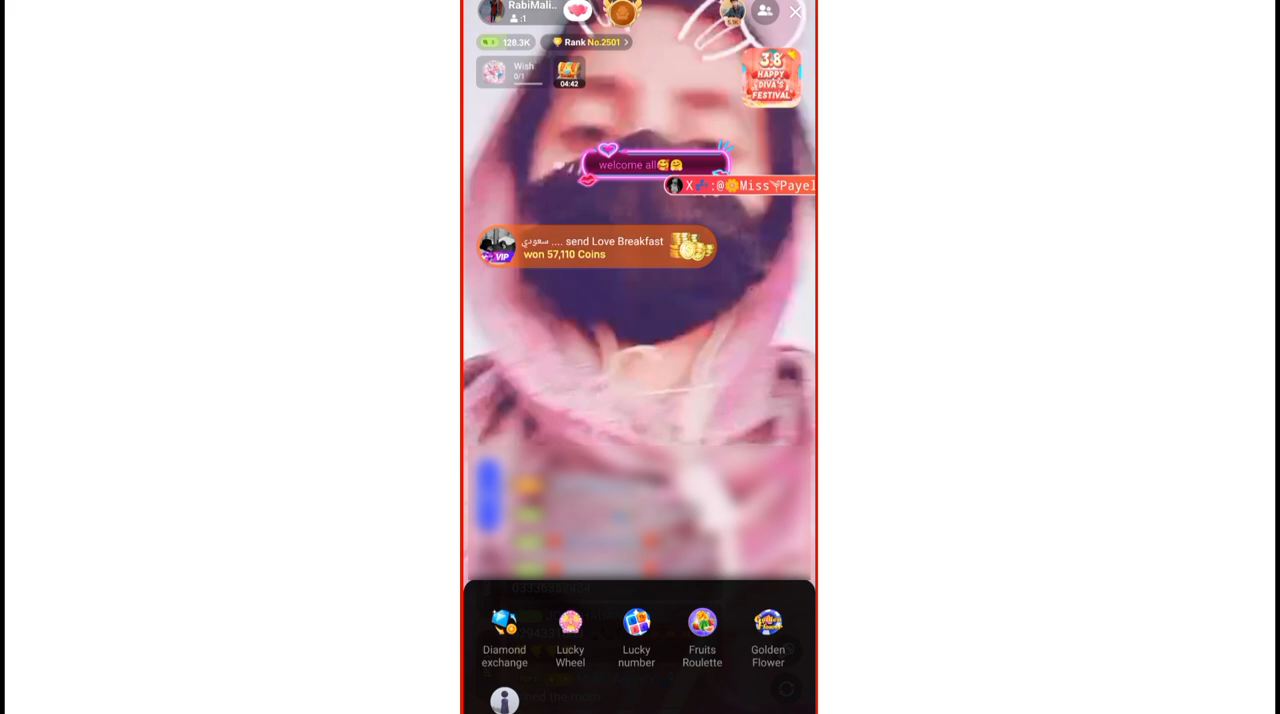 RabiMali..
:1
128.3K
Rank No.2501
Wish
0/1
04:42
3.8
HAPPY
DIVA'S
FESTIVAL
welcome all🥰🤗
:@🌼Miss Payel
سعودي .... send Love Breakfast
VIP
won 57,110 Coins
Diamond exchange
Lucky Wheel
Lucky number
Fruits Roulette
Golden Flower